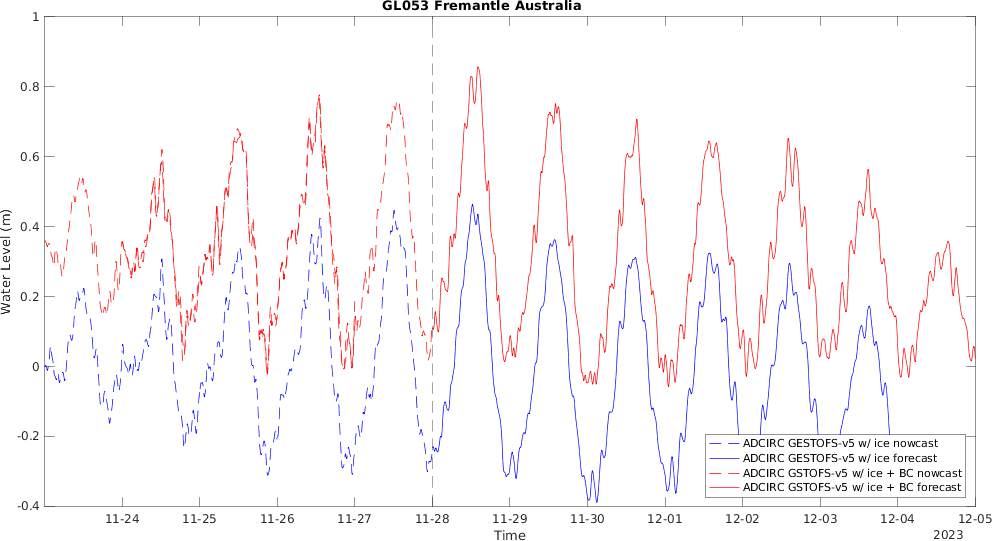 GL053 Fremantle Australia
1
0.8
0.6
0.4
0.2
0
-0.2
-0.4
Water Level (m)
ADCIRC GESTOFS-v5 w/ ice nowcast
ADCIRC GESTOFS-v5 w/ ice forecast
ADCIRC GSTOFS-v5 w/ ice + BC nowcast
ADCIRC GSTOFS-v5 w/ ice + BC forecast
11-24 11-25 11-26 11-27 11-28 11-29 11-30 12-01 12-02 12-03 12-04 12-05
Time
2023